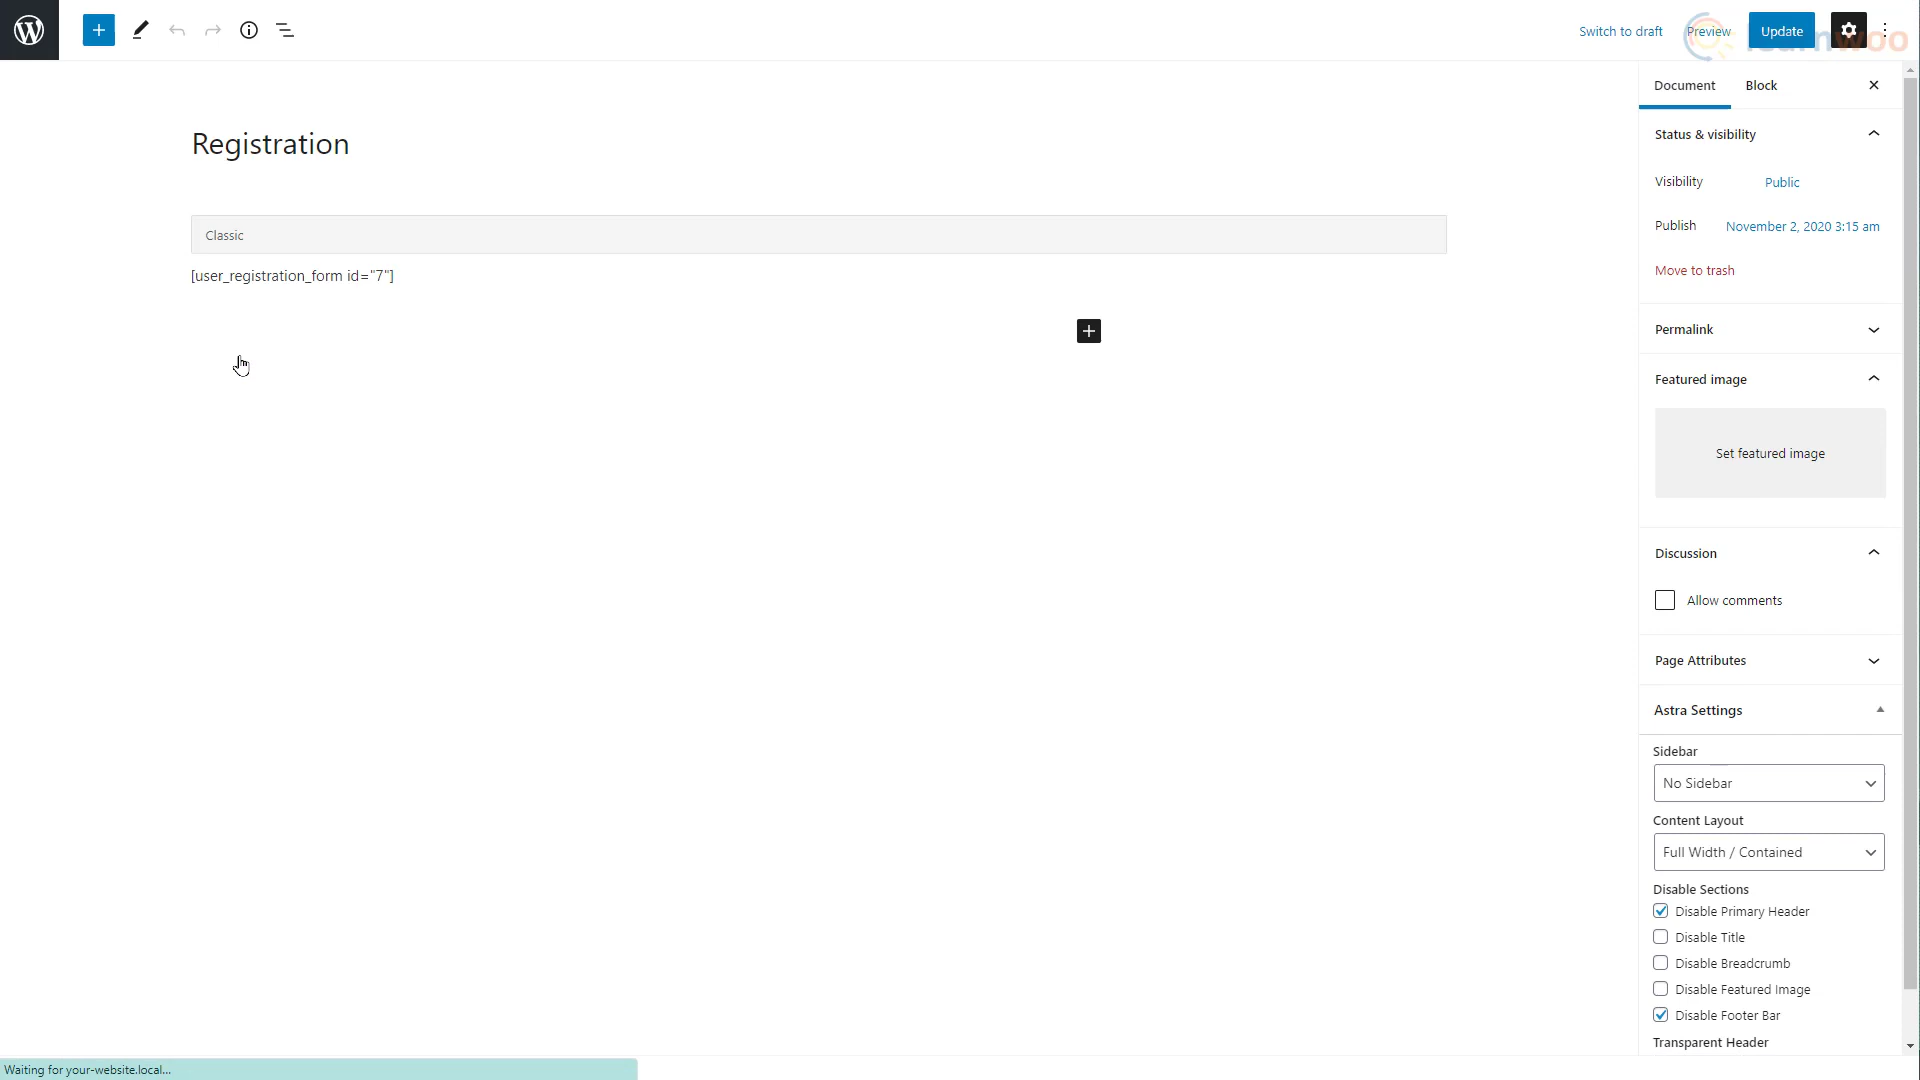 Switch to draft
Preview
Update
Document
Block
Status & visibility
Registration
Visibility
Public
Publish
November 2, 2020 3:15 am
Classic
Move to trash
[user_registration_form id="7"]
Permalink
Featured image
Set featured image
Discussion
Allow comments
Page Attributes
Astra Settings
Sidebar
No Sidebar
Content Layout
Full Width / Contained
Disable Sections
Disable Primary Header
Disable Title
Disable Breadcrumb
Disable Featured Image
Disable Footer Bar
Transparent Header
Waiting for your-website.local...